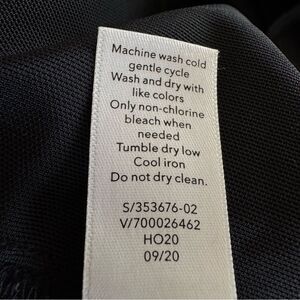 Machine wash cold
gentle cycle
Wash and dry with
like colors
Only non-chlorine
bleach when
needed
Tumble dry low
Cool iron
Do not dry clean.
S/353676-02
V/700026462
HO20
09/20